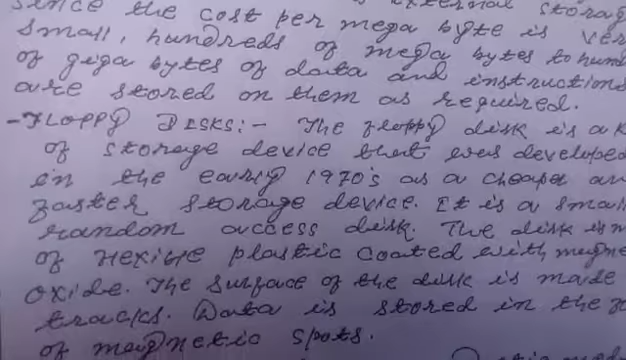 Since the cost per mega byte is
small, hundreds of mega bytes to
of giga bytes of data and instructions
are stored on them as required.
- FLOPPY DISKS:- The floppy disk is a
of storage device that was developed
in the early 1970's as a cheaper
faster storage device. It is a small
random access disk. The disk is
of flexible plastic coated with
oxide. The surface of the disk is made
tracks. Data is stored in the
of magnetic spots.